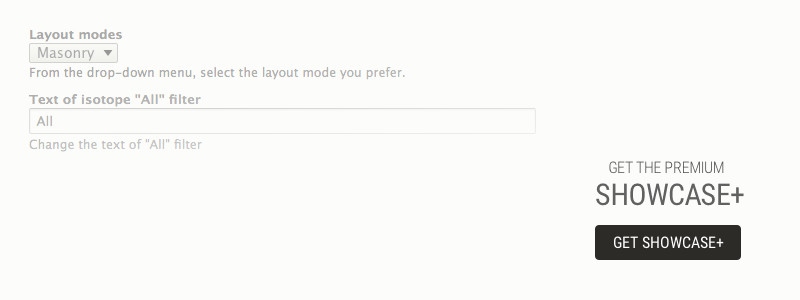 Layout modes
Masonry
From the drop-down menu, select the layout mode you prefer.
Text of isotope "All" filter
All
Change the text of "All" filter
GET THE PREMIUM
SHOWCASE+
GET SHOWCASE+